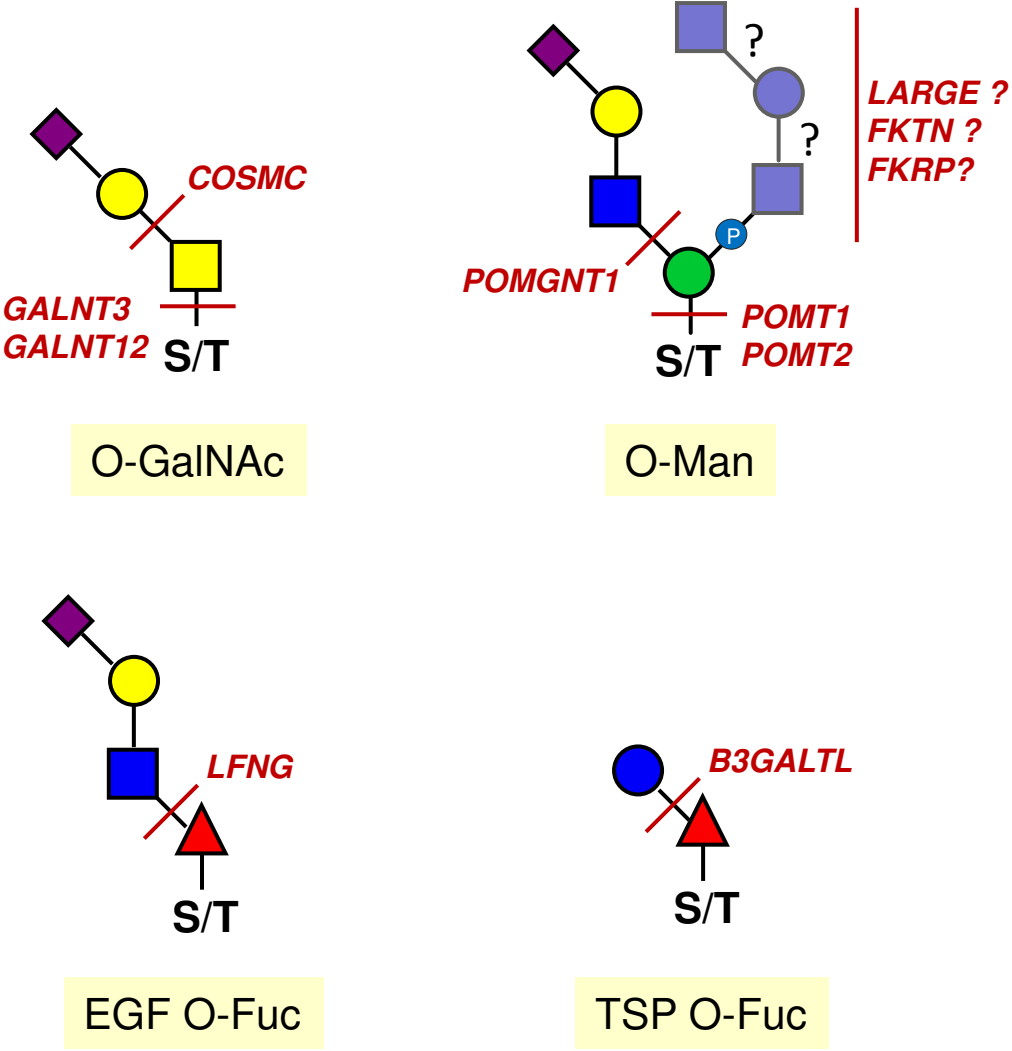 COSMC
GALNT3
GALNT12
S/T
O-GalNAc
?
?
LARGE ?
FKTN ?
FKRP?
P
POMGNT1
POMT1
POMT2
S/T
O-Man
LFNG
S/T
EGF O-Fuc
B3GALTL
S/T
TSP O-Fuc